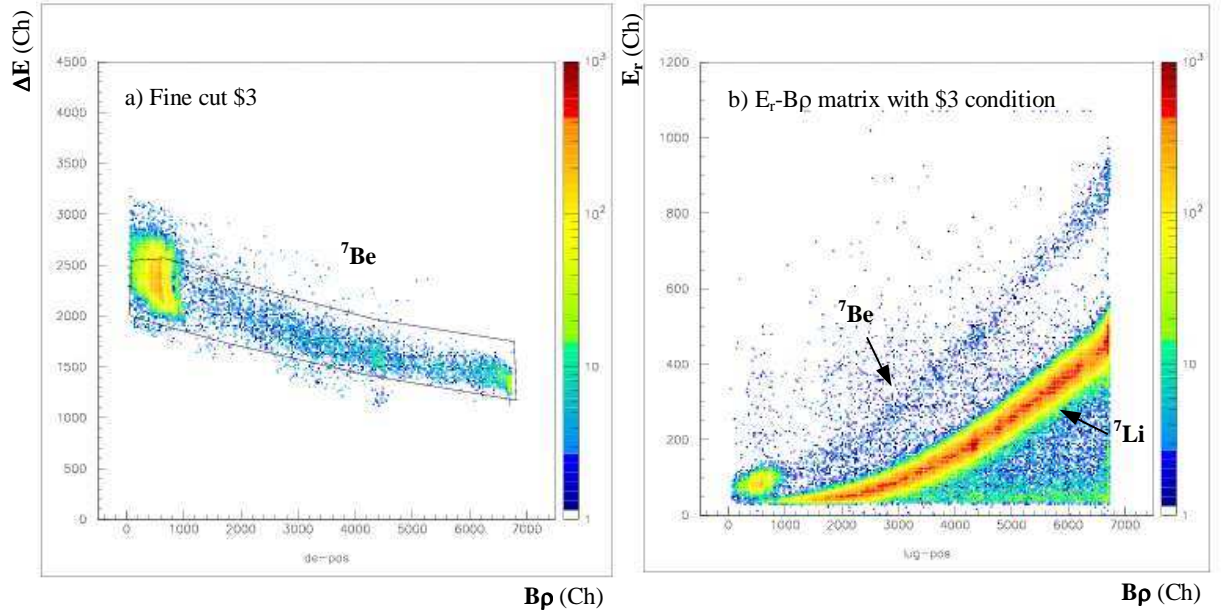 ΔE (Ch)
4500
a) Fine cut $3
4000
3500
3000
⁷Be
2500
2000
1500
1000
500
0
0 1000 2000 3000 4000 5000 6000 7000
de-pos
Bρ (Ch)
10³
10²
10
1
Eᵣ (Ch)
1200
b) Eᵣ-Bρ matrix with $3 condition
1000
800
600
⁷Be
400
⁷Li
200
0
0 1000 2000 3000 4000 5000 6000 7000
lug-pos
Bρ (Ch)
10³
10²
10
1